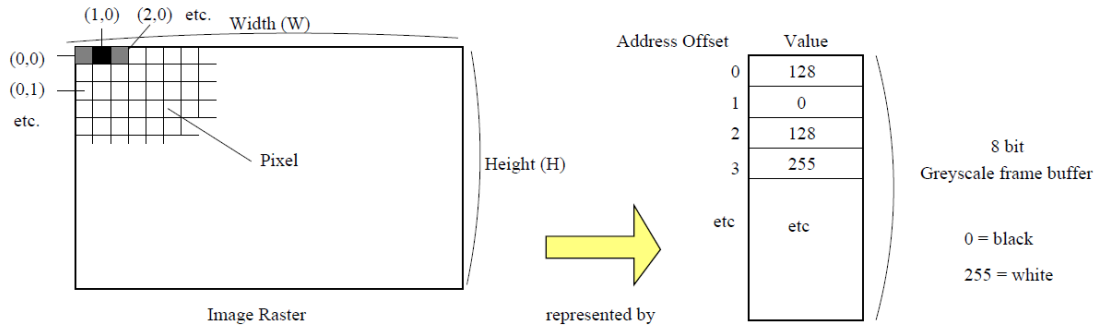 (1,0) (2,0) etc.
Width (W)
(0,0)
(0,1)
etc.
Pixel
Height (H)
Image Raster
represented by
Address Offset Value
0 128
1 0
2 128
3 255
etc etc
8 bit
Greyscale frame buffer
0 = black
255 = white